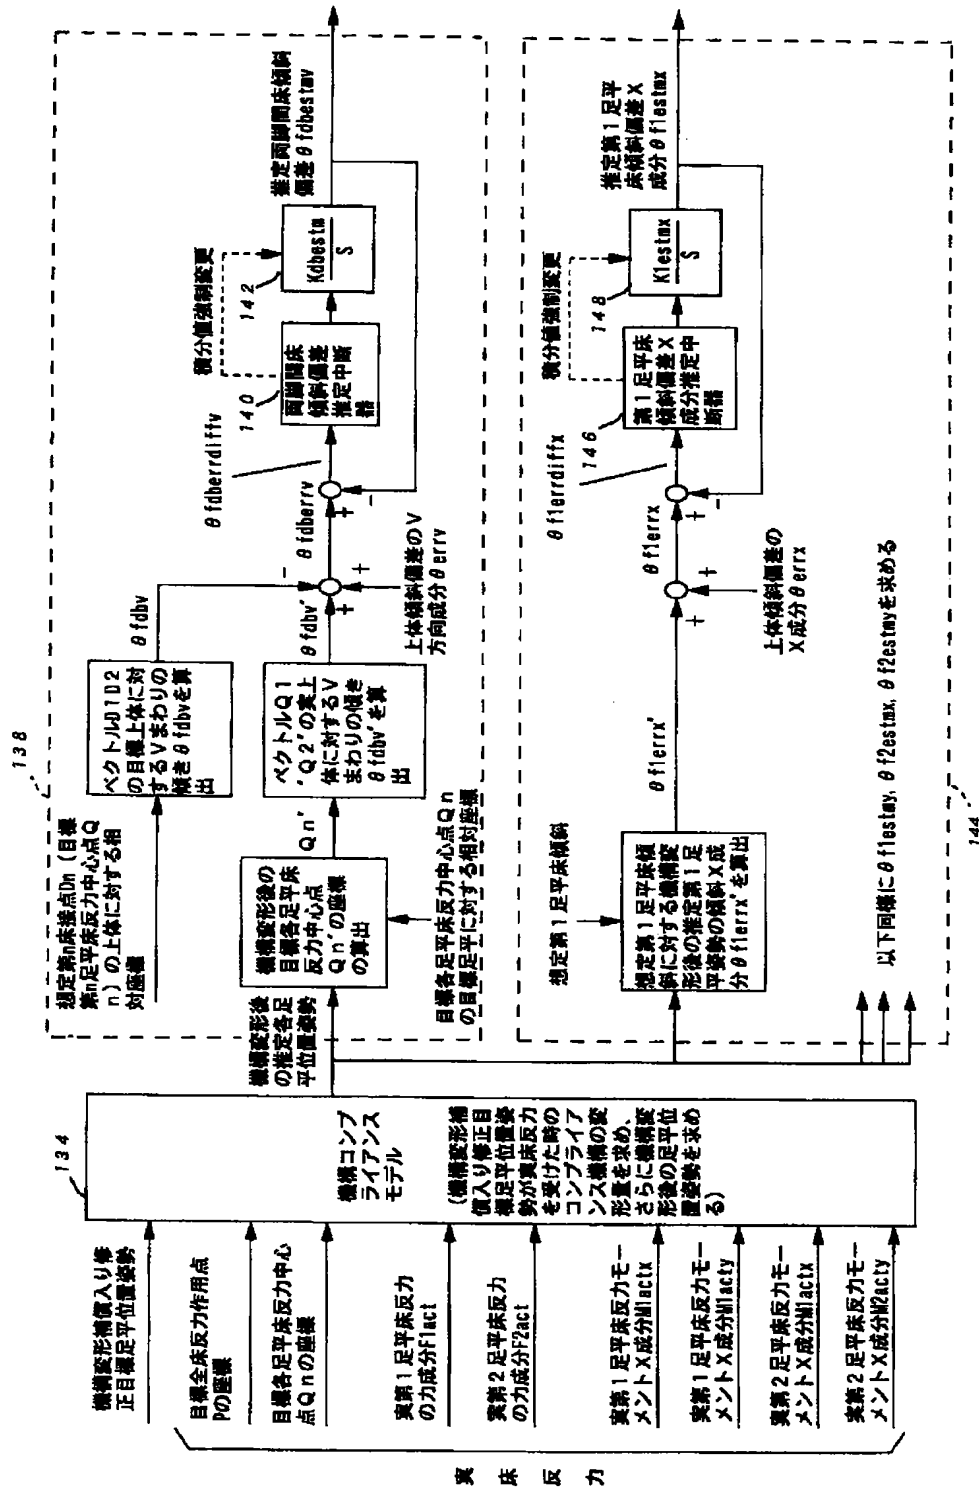 実床反力
機構変形補償入り修
正目標足平位置姿勢
目標全床反力作用点
Pの座標
目標各足平床反力中心
点Qnの座標
実第1足平床反力
の力成分F1act
実第2足平床反力
の力成分F2act
実第1足平床反力モー
メントX成分M1actx
実第1足平床反力モー
メントX成分M1acty
実第2足平床反力モー
メントX成分M1actx
実第2足平床反力モー
メントX成分M2acty
134
機構コンプ
ライアンス
モデル
(機構変形補
償入り修正目
標足平位置姿
勢が実床反力
を受けた時の
コンプライア
ンス機構の変
形量を求め、
さらに機構変
形後の足平位
置姿勢を求め
る)
機構変形後
の推定各足
平位置姿勢
138
想定第n床接点Dn(目標
第n足平床反力中心点Q
n)の上体に対する相
対座標
ベクトルD1D2
の目標上体に対
するVまわりの
傾きθfdbvを算
出
θfdbv
機構変形後の
目標各足平床
反力中心点
Qn'の座標
の算出
目標各足平床反力中心点Qn
の目標足平に対する相対座標
Qn'
ベクトルQ1
'Q2'の実上
体に対するV
まわりの傾き
θfdbv'を算
出
θfdbv'
-
+
+
上体傾斜偏差のV
方向成分θerrv
θfdberrv
+
-
θfdberrdiffv
140
両脚間床
傾斜偏差
推定中断
器
積分値強制変更
142
Kdbestm
S
推定両脚間床傾斜
偏差θfdbestmv
144
想定第1足平床傾斜
想定第1足平床傾
斜に対する機構変
形後の推定第1足
平姿勢の傾斜X成
分θf1errx'を算出
θf1errx'
+
+
上体傾斜偏差の
X成分θerrx
θf1errx
+
-
θf1errdiffx
146
第1足平床
傾斜偏差X
成分推定中
断器
積分値強制変更
148
K1estmx
S
推定第1足平
床傾斜偏差X
成分θf1estmx
以下同様にθf1estmy, θf2estmx, θf2estmyを求める